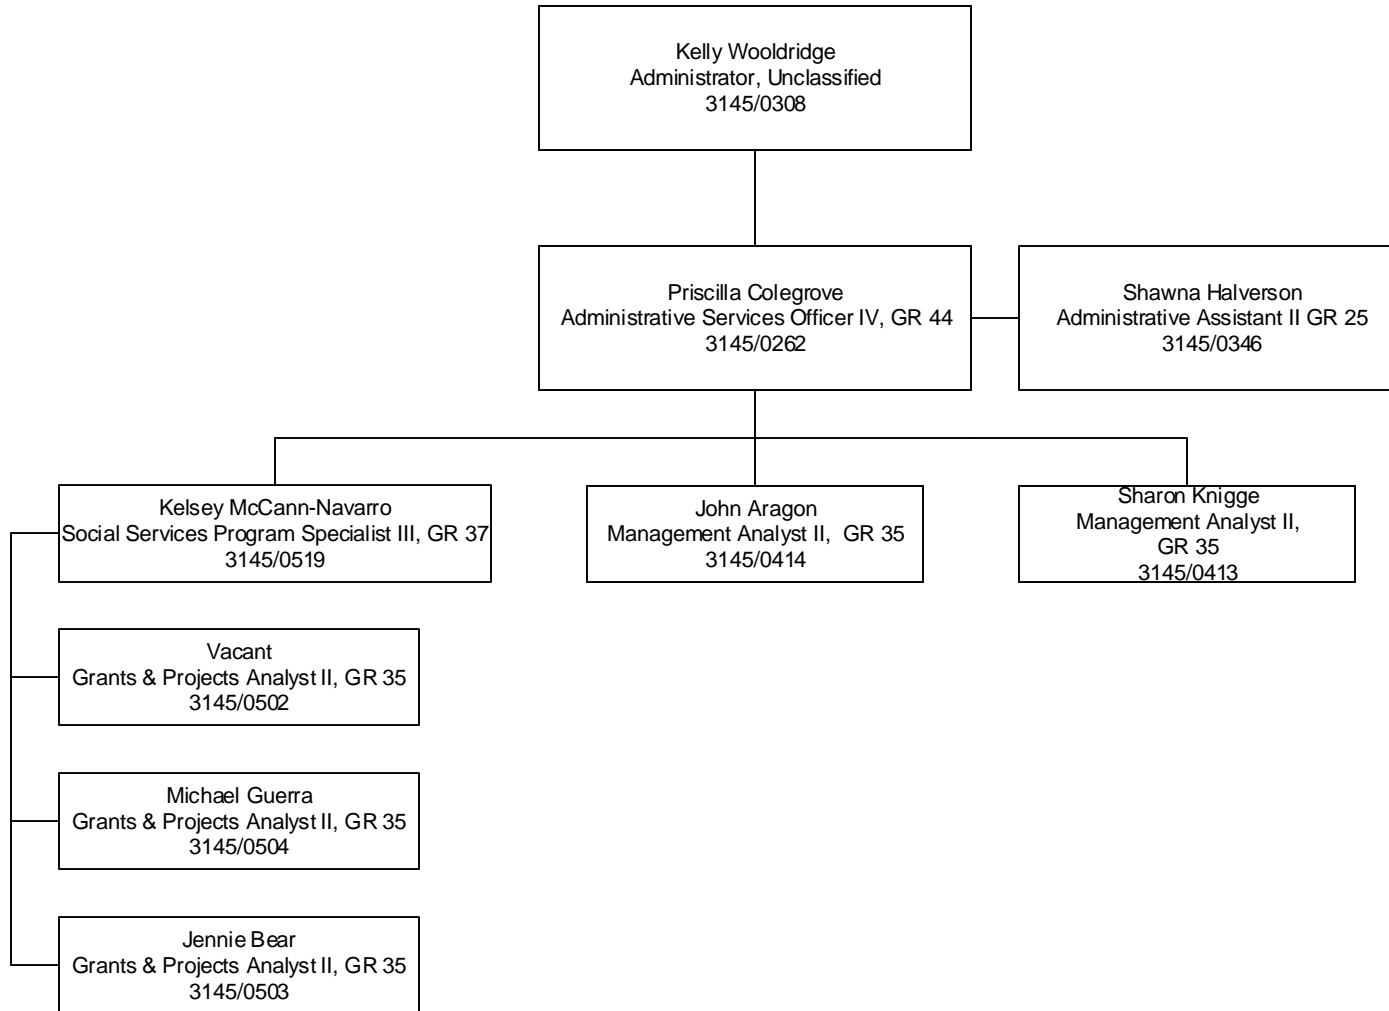 Kelly Wooldridge
Administrator, Unclassified
3145/0308
Priscilla Colegrove
Administrative Services Officer IV, GR 44
3145/0262
Shawna Halverson
Administrative Assistant II GR 25
3145/0346
Kelsey McCann-Navarro
Social Services Program Specialist III, GR 37
3145/0519
John Aragon
Management Analyst II, GR 35
3145/0414
Sharon Knigge
Management Analyst II,
GR 35
3145/0413
Vacant
Grants & Projects Analyst II, GR 35
3145/0502
Michael Guerra
Grants & Projects Analyst II, GR 35
3145/0504
Jennie Bear
Grants & Projects Analyst II, GR 35
3145/0503